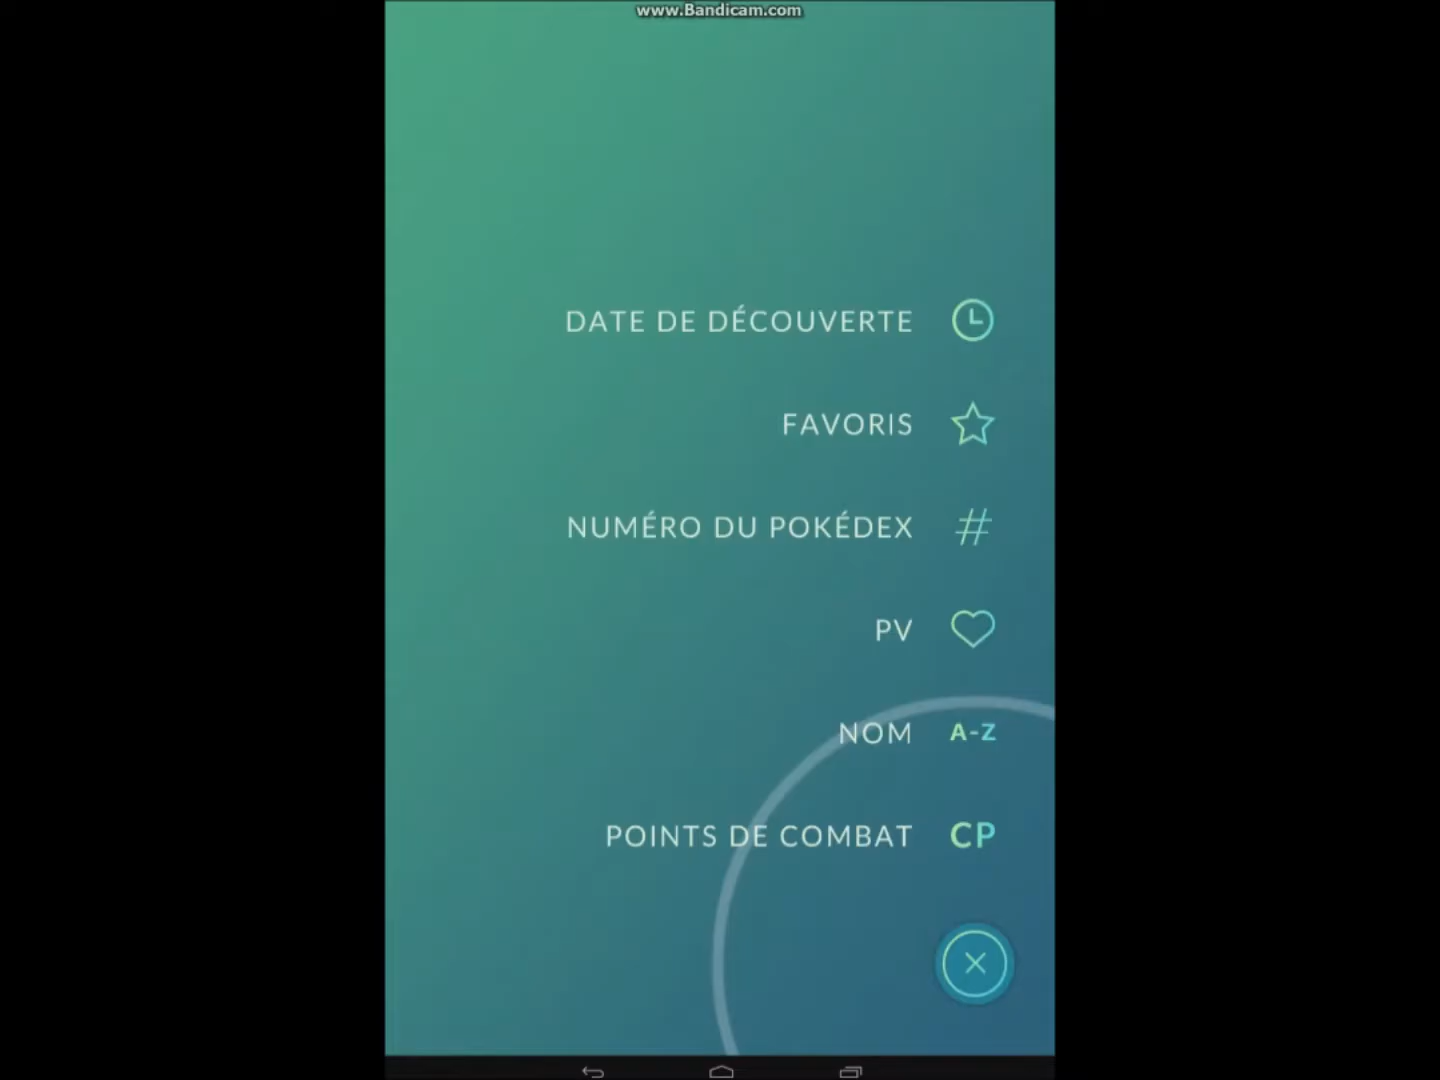 www.Bandicam.com
DATE DE DÉCOUVERTE
FAVORIS
NUMÉRO DU POKÉDEX #
PV
NOM A-Z
POINTS DE COMBAT CP